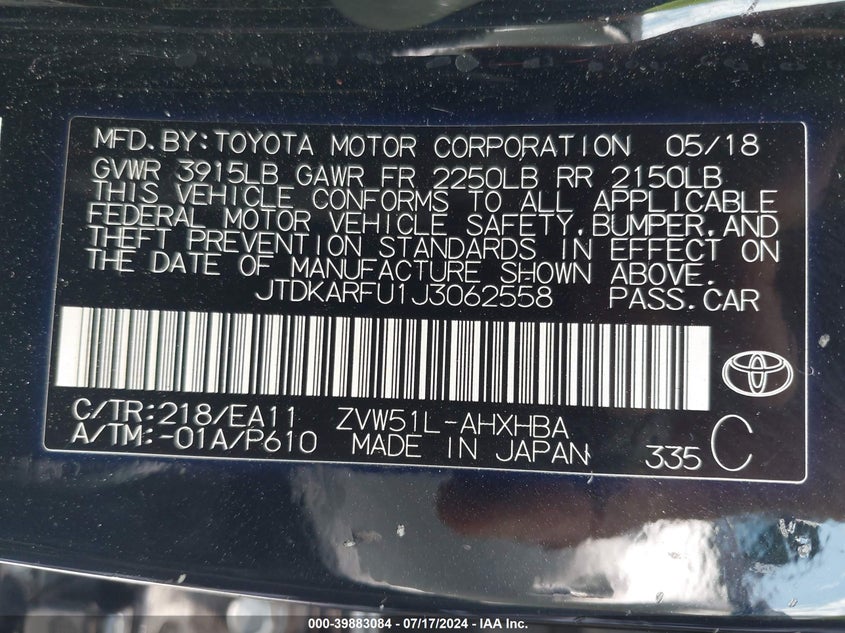 MFD.BY:TOYOTA MOTOR CORPORATION 05/18
GVWR 3915LB GAWR FR 2250LB RR 2150LB
THIS VEHICLE CONFORMS TO ALL APPLICABLE
FEDERAL MOTOR VEHICLE SAFETY,BUMPER,AND
THEFT PREVENTION STANDARDS IN EFFECT ON
THE DATE OF MANUFACTURE SHOWN ABOVE.
JTDKARFU1J3062558 PASS.CAR
C/TR:218/EA11 ZVW51L-AHXHBA
A/TM:-01A/P610 MADE IN JAPAN 335 C
000-39883084 - 07/17/2024 - IAAI.COM